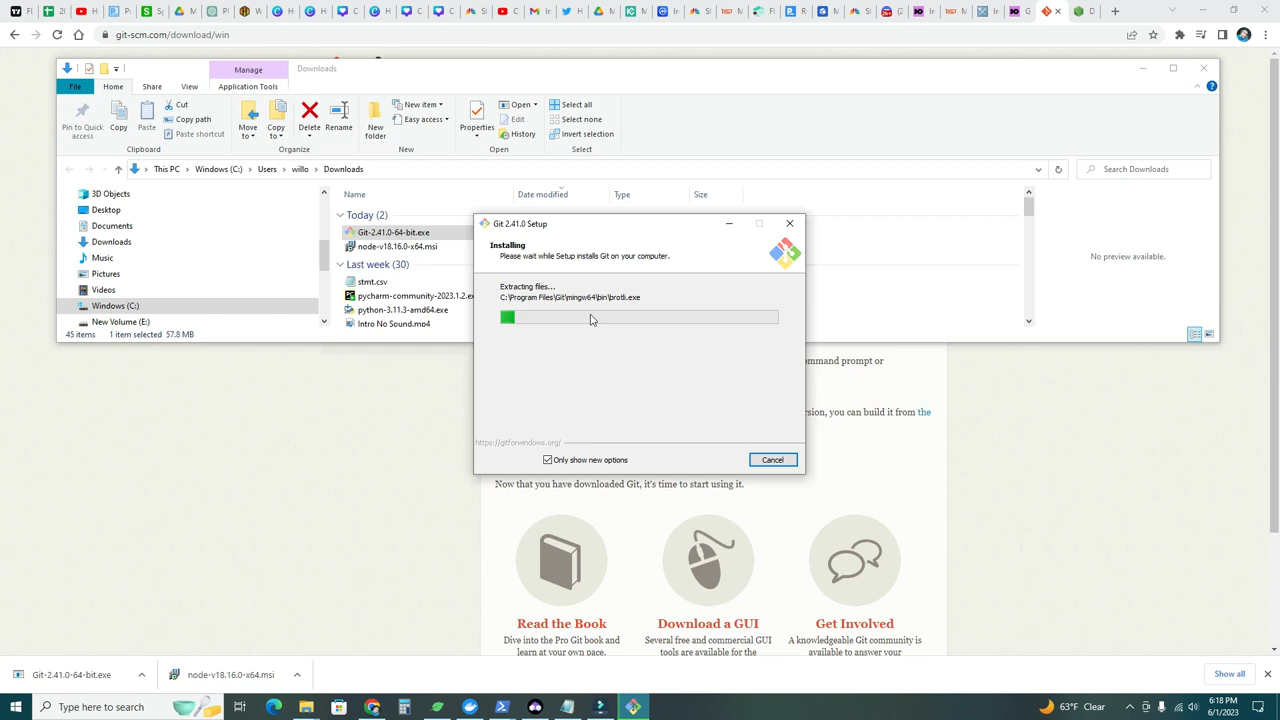 git-scm.com/download/win
Manage
Downloads
File
Home
Share
View
Application Tools
Pin to Quick
access
Copy
Paste
Cut
Copy path
Paste shortcut
Clipboard
Move
to
Copy
to
Delete
Rename
Organize
New
folder
New item
Easy access
New
Properties
Open
Edit
History
Open
Select all
Select none
Invert selection
Select
This PC
Windows (C:)
Users
willo
Downloads
Search Downloads
3D Objects
Desktop
Documents
Downloads
Music
Pictures
Videos
Windows (C:)
New Volume (E:)
Name
Date modified
Type
Size
Today (2)
Git-2.41.0-64-bit.exe
node-v18.16.0-x64.msi
Last week (30)
stmt.csv
pycharm-community-2023.1.2.ex
python-3.11.3-amd64.exe
Intro No Sound.mp4
No preview available.
45 items
1 item selected
57.8 MB
Git 2.41.0 Setup
Installing
Please wait while Setup installs Git on your computer.
Extracting files...
C:\Program Files\Git\mingw64\bin\brotli.exe
https://gitforwindows.org/
Only show new options
Cancel
ommand prompt or
rsion, you can build it from the
Now that you have downloaded Git, it's time to start using it.
Read the Book
Dive into the Pro Git book and
learn at your own pace.
Download a GUI
Several free and commercial GUI
tools are available for the
Get Involved
A knowledgeable Git community is
available to answer your
Git-2.41.0-64-bit.exe
node-v18.16.0-x64.msi
Show all
Type here to search
63°F Clear
6:18 PM
6/1/2023